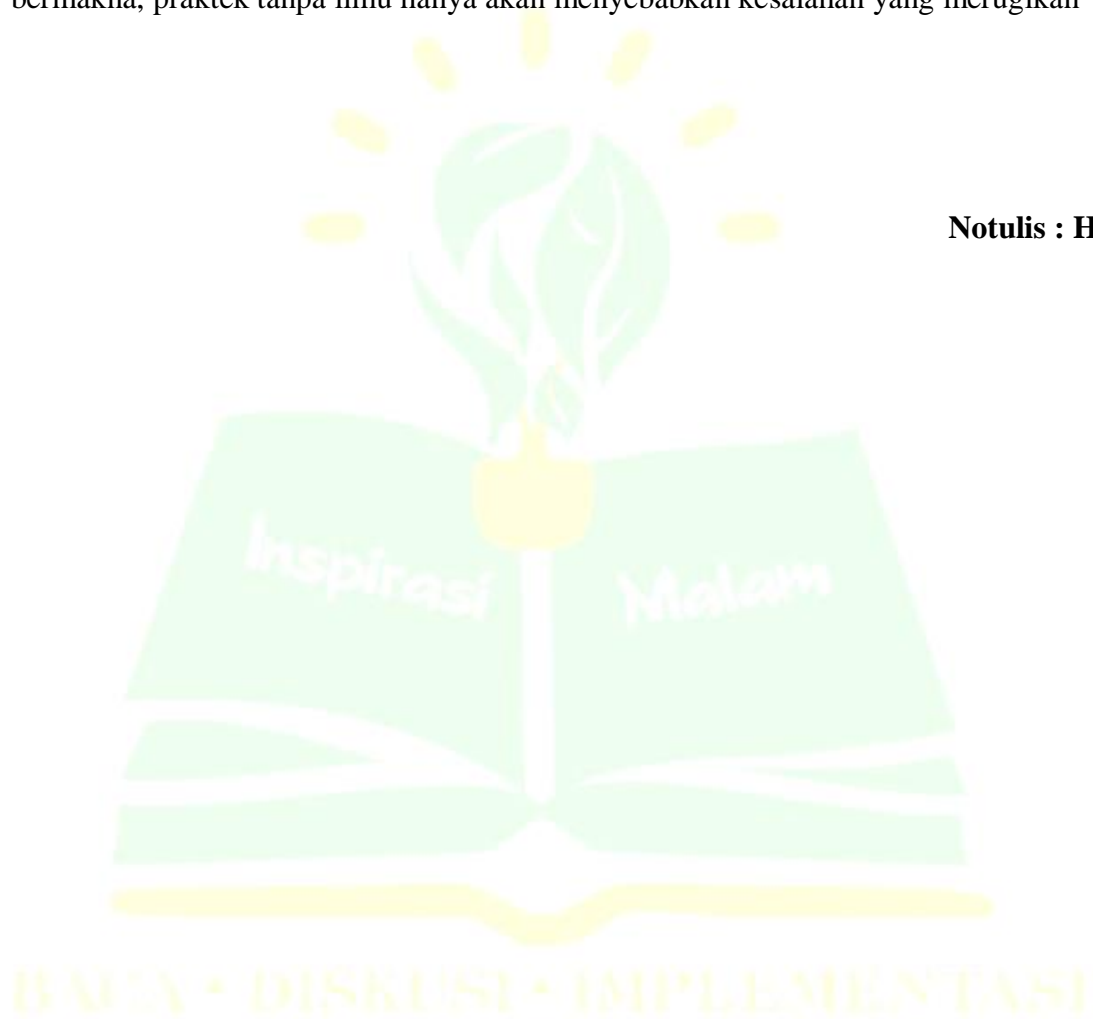 bermakna, praktek tanpa ilmu hanya akan menyebabkan kesalahan yang merugikan
Notulis : H
Inspirasi Malam
BACA • DISKUSI • IMPLEMENTASI